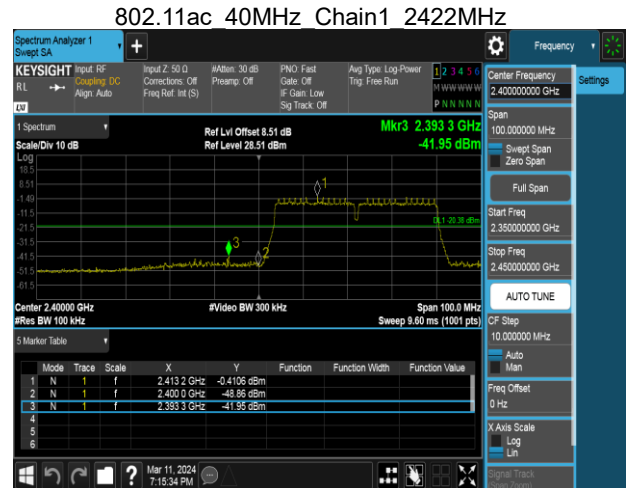 802.11ac_40MHz_Chain1_2422MHz
Spectrum Analyzer 1
Swept SA
Frequency
KEYSIGHT
RL
Input: RF
Coupling: DC
Align: Auto
Input Z: 50 Ω
Corrections: Off
Freq Ref: Int (S)
#Atten: 30 dB
Preamp: Off
PNO: Fast
Gate: Off
IF Gain: Low
Sig Track: Off
Avg Type: Log-Power
Trig: Free Run
1 2 3 4 5 6
M W W W W W
P N N N N N
LXI
1 Spectrum
Scale/Div 10 dB
Ref Lvl Offset 8.51 dB
Ref Level 28.51 dBm
Mkr3 2.393 3 GHz
-41.95 dBm
Log
18.5
8.51
-1.49
-11.5
-21.5
-31.5
-41.5
-51.5
-61.5
1
2
3
DL1 -20.38 dBm
Center 2.40000 GHz
#Res BW 100 kHz
#Video BW 300 kHz
Span 100.0 MHz
Sweep 9.60 ms (1001 pts)
5 Marker Table
Mode Trace Scale X Y Function Function Width Function Value
1 N 1 f 2.413 2 GHz -0.4106 dBm
2 N 1 f 2.400 0 GHz -48.86 dBm
3 N 1 f 2.393 3 GHz -41.95 dBm
4
5
6
Mar 11, 2024
7:15:34 PM
Center Frequency
2.400000000 GHz
Settings
Span
100.000000 MHz
Swept Span
Zero Span
Full Span
Start Freq
2.350000000 GHz
Stop Freq
2.450000000 GHz
AUTO TUNE
CF Step
10.000000 MHz
Auto
Man
Freq Offset
0 Hz
X Axis Scale
Log
Lin
Signal Track
(Span Zoom)